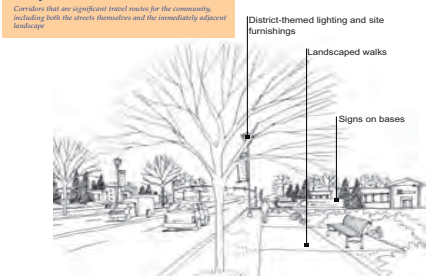 Corridors that are significant travel routes for the community,
including both the streets themselves and the immediately adjacent
landscape
District-themed lighting and site
furnishings
Landscaped walks
Signs on bases